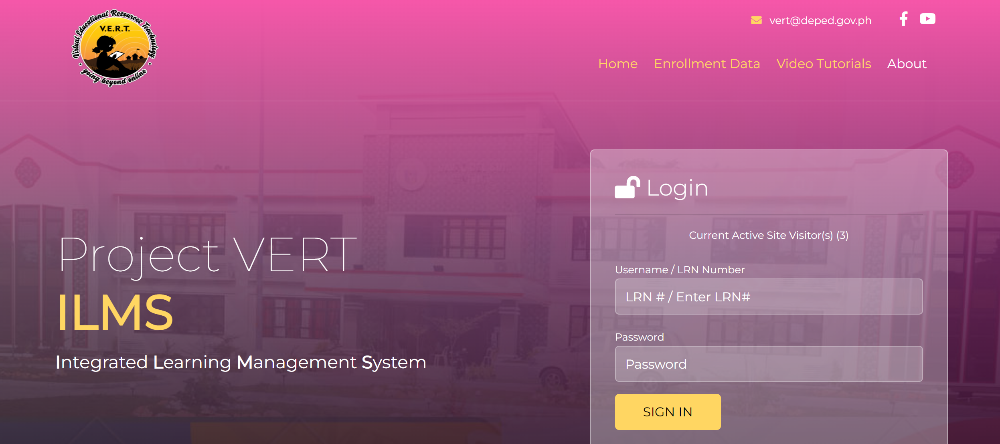 Virtual Educational Resources Teachnology
V.E.R.T.
going beyond online
vert@deped.gov.ph
Home Enrollment Data Video Tutorials About
Login
Current Active Site Visitor(s) (3)
Project VERT
ILMS
Integrated Learning Management System
Username / LRN Number
LRN # / Enter LRN#
Password
Password
SIGN IN